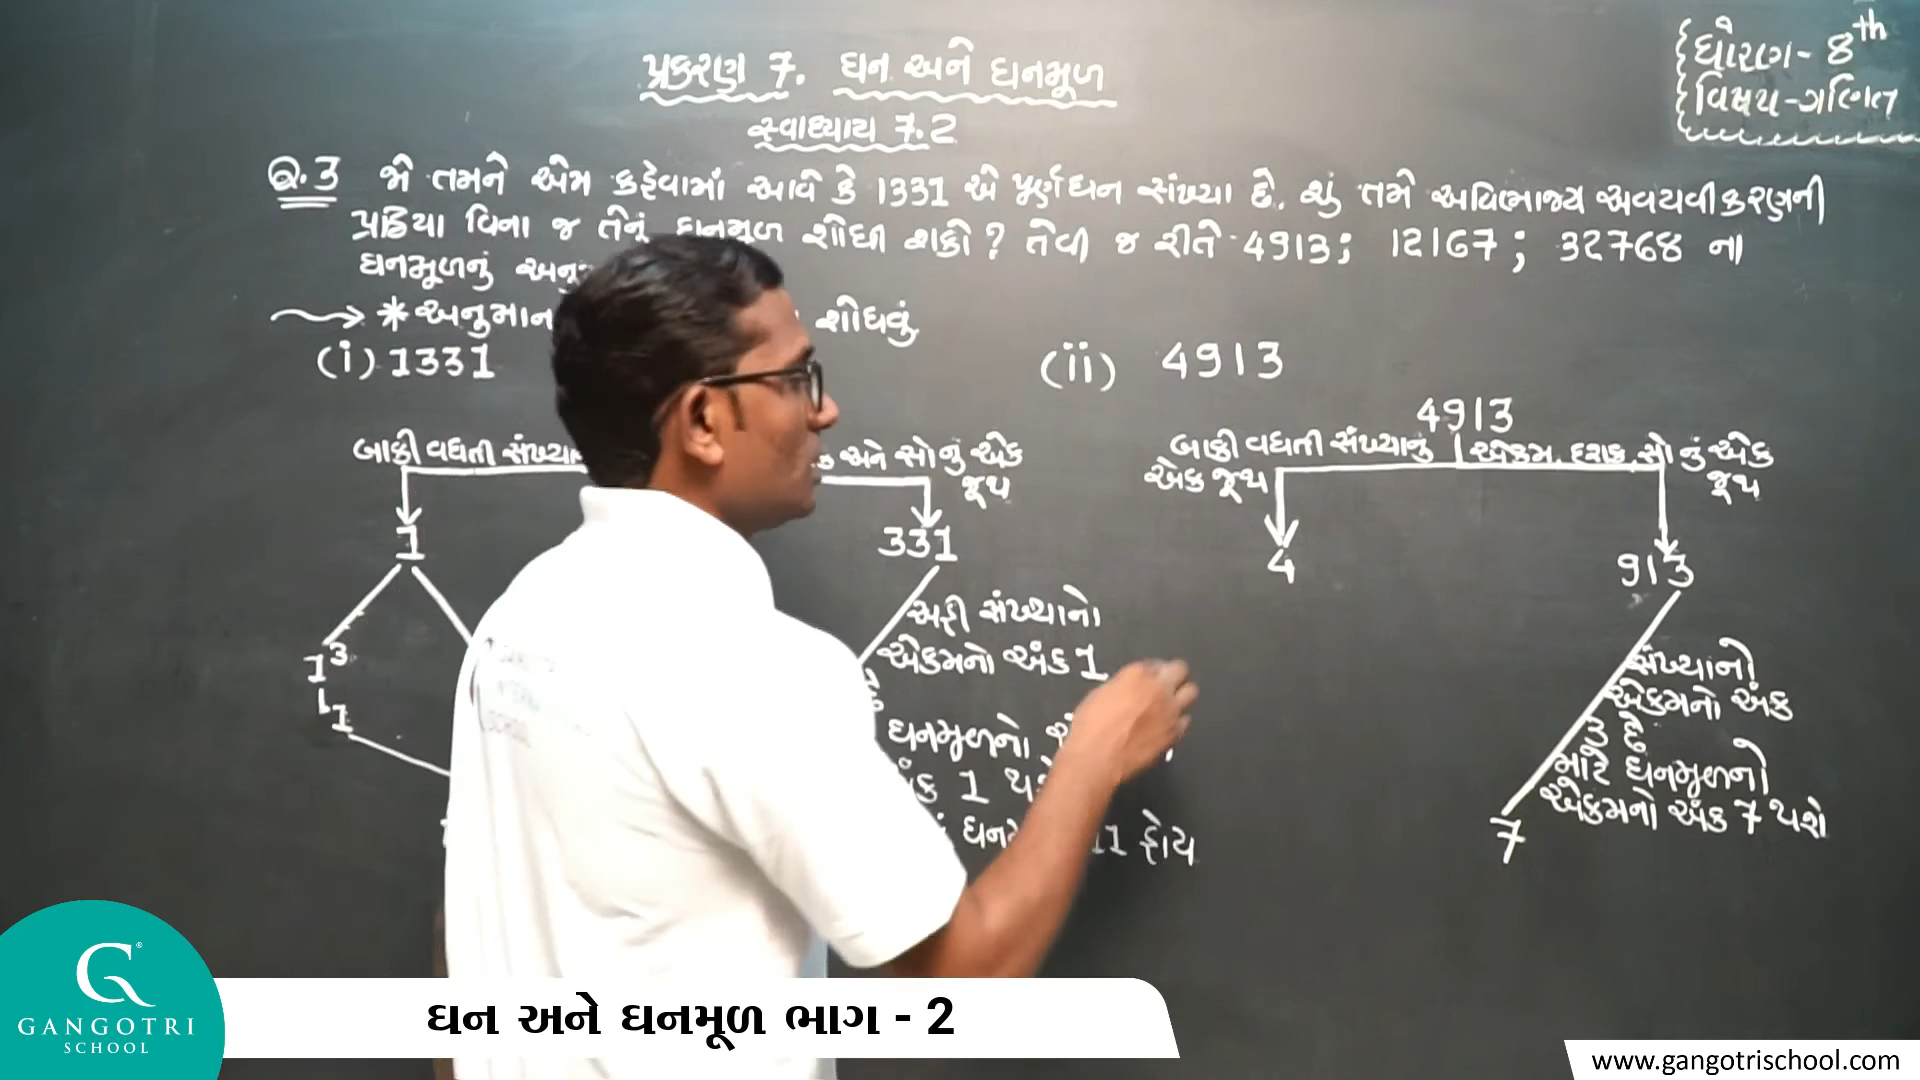 ધોરણ - 8th
વિષય - ગણિત
પ્રકરણ 7. ઘન અને ઘનમૂળ
સ્વાધ્યાય 7.2
Q.3 જો તમને એમ કહેવામાં આવે કે 1331 એ પૂર્ણઘન સંખ્યા છે. શું તમે અવિભાજ્ય અવયવીકરણની
પ્રક્રિયા વિના જ તેનું ઘનમૂળ શોધી શકો ? તેવી જ રીતે 4913; 12167; 32768 ના
ઘનમૂળનું
* અનુમાન શોધવું
(i) 1331
(ii) 4913
4913
બાકી વધતી સંખ્યા
અને સો નું એક
રૂપ
બાકી વધતી સંખ્યાનું
એક રૂપ
એકમ, દશક, સો નું એક
રૂપ
1
331
4
913
1³
1
અહી સંખ્યાનો
એકમનો અંક 1
ઘનમૂળનો
1
11 હોય
સંખ્યાનો
એકમનો અંક
3 છે
માટે ઘનમૂળનો
એકમનો અંક 7 થશે
7
G
GANGOTRI
SCHOOL
ઘન અને ઘનમૂળ ભાગ - 2
www.gangotrischool.com